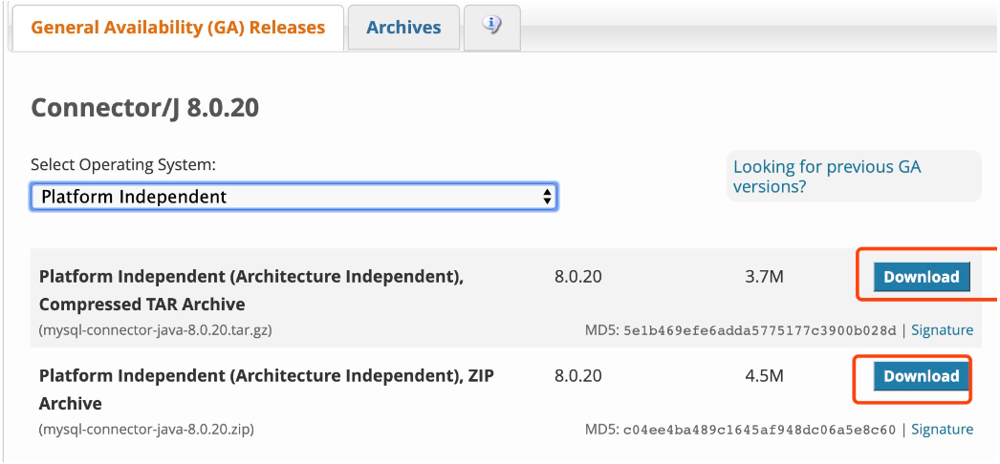 General Availability (GA) Releases
Archives
i
Connector/J 8.0.20
Select Operating System:
Looking for previous GA
versions?
Platform Independent
Platform Independent (Architecture Independent), 8.0.20 3.7M Download
Compressed TAR Archive
(mysql-connector-java-8.0.20.tar.gz) MD5: 5e1b469efe6adda5775177c3900b028d | Signature
Platform Independent (Architecture Independent), ZIP 8.0.20 4.5M Download
Archive
(mysql-connector-java-8.0.20.zip) MD5: c04ee4ba489c1645af948dc06a5e8c60 | Signature